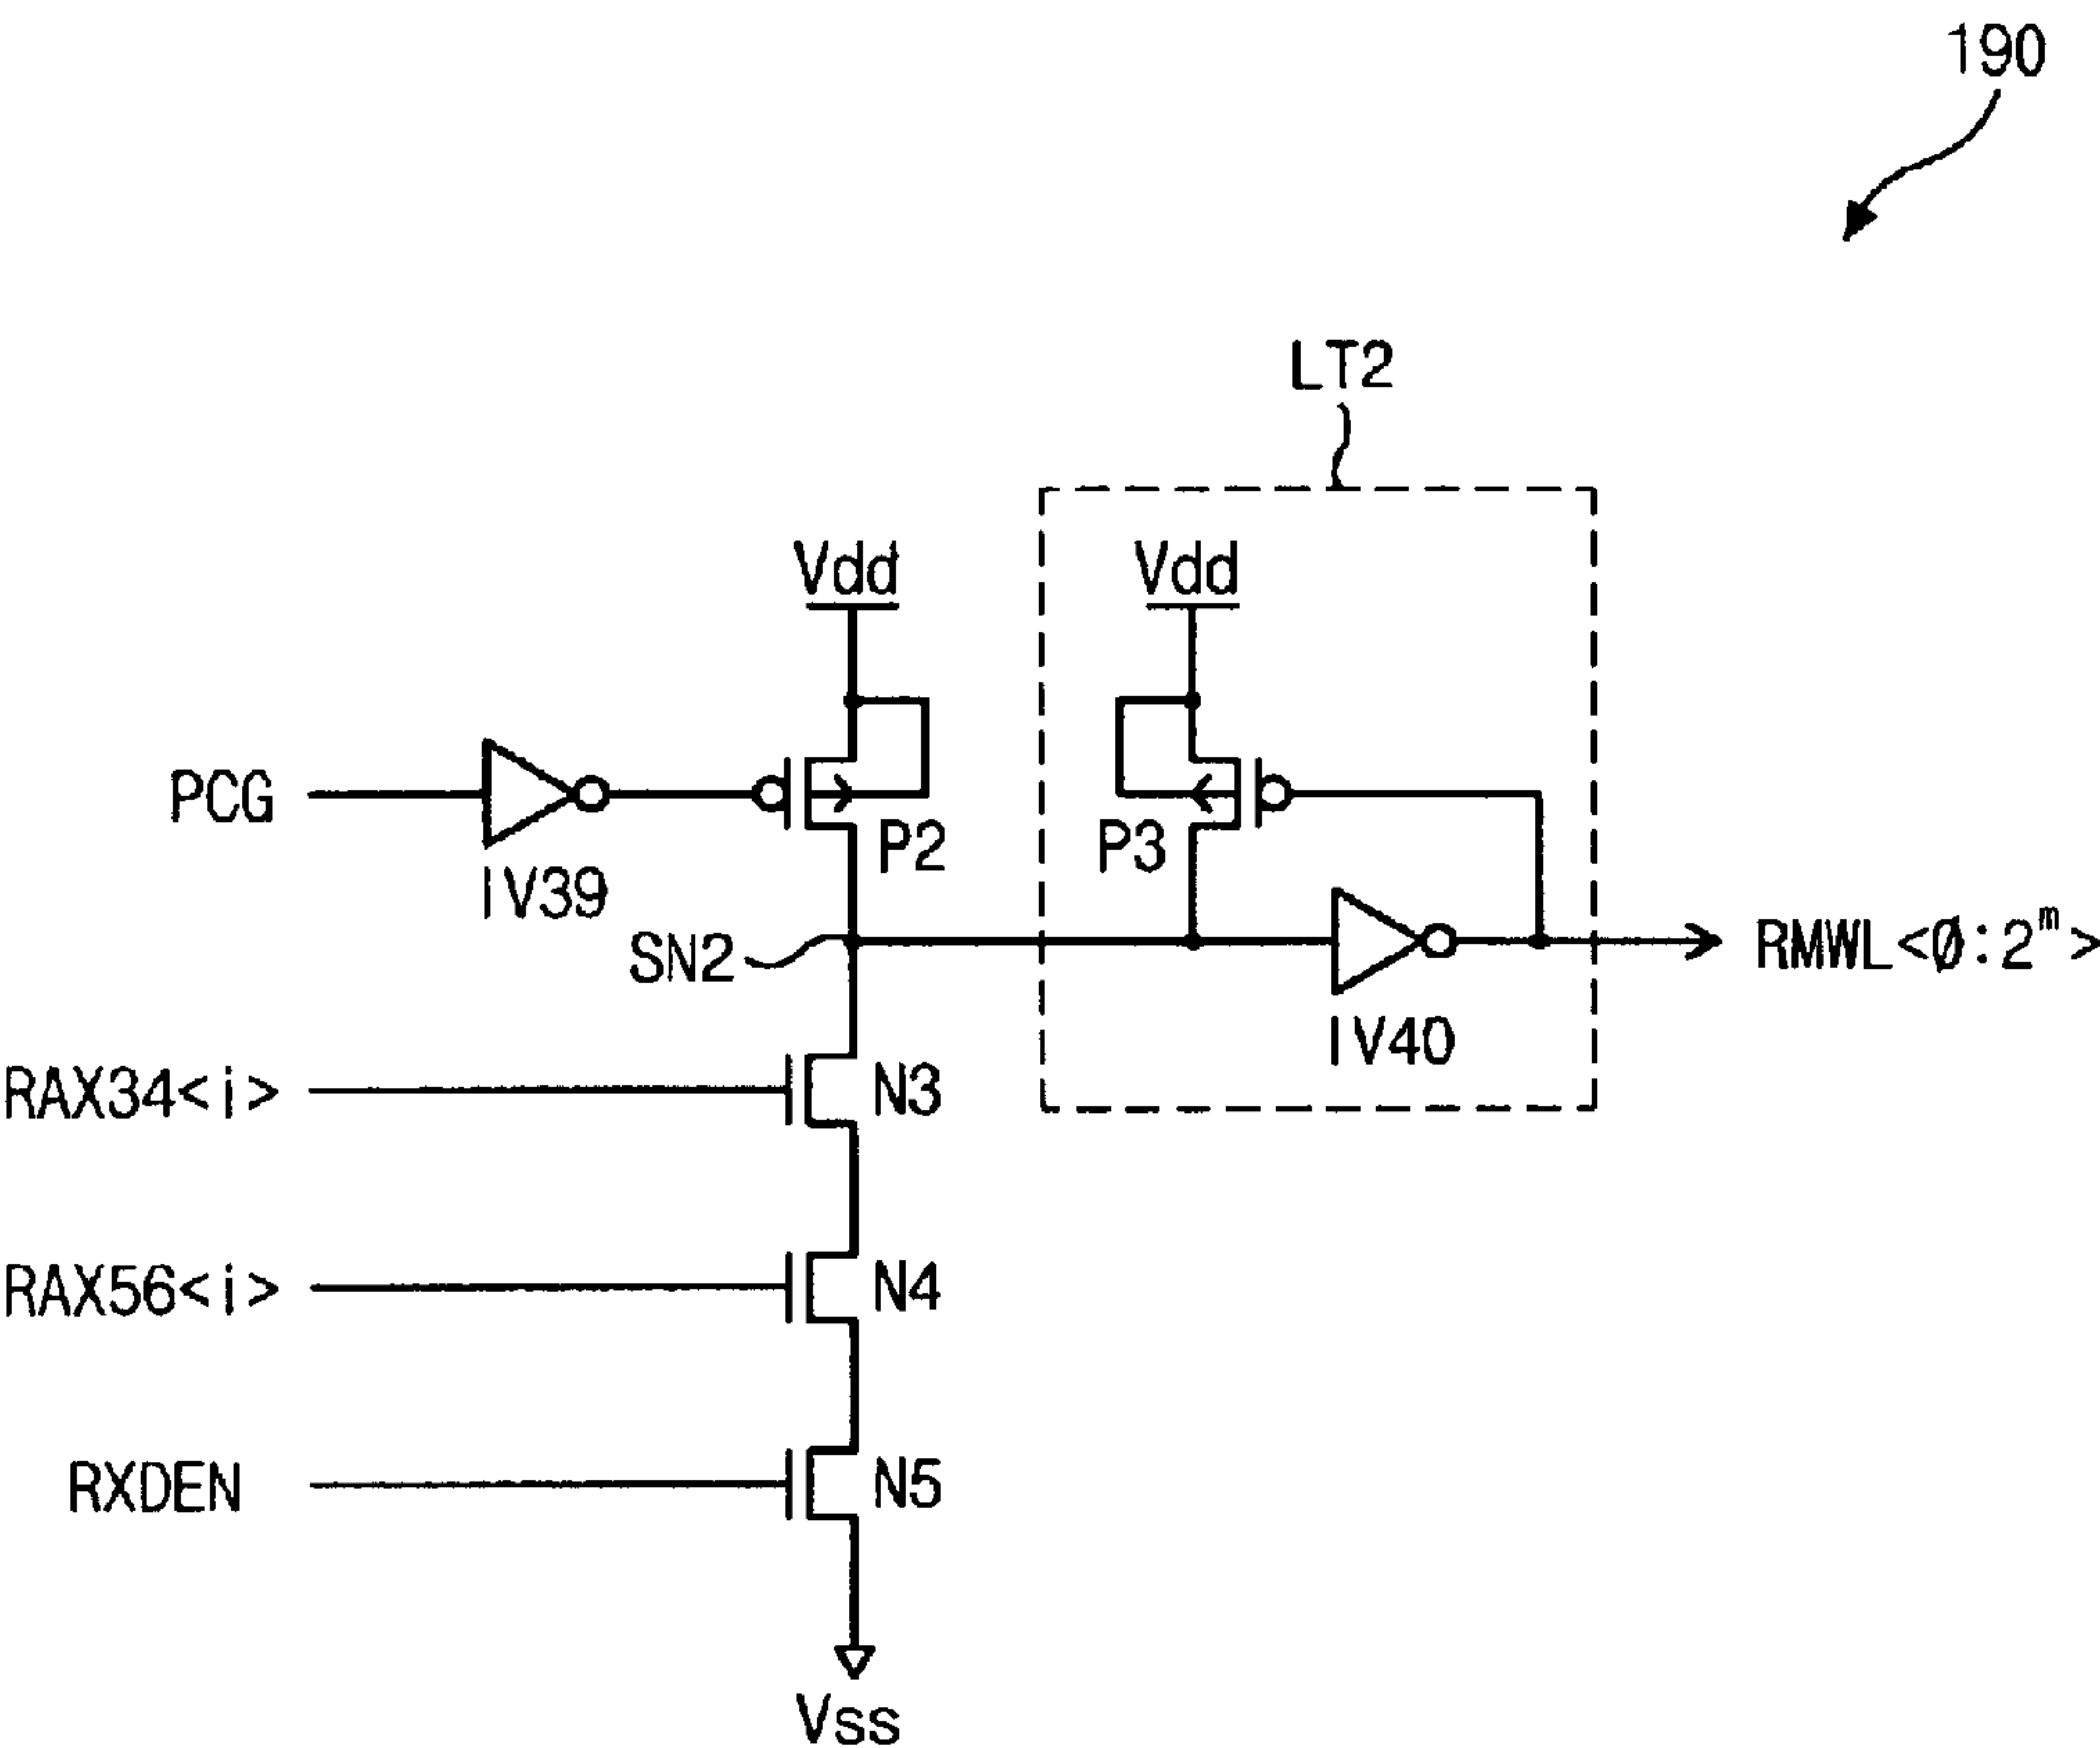 190
LT2
Vdd Vdd
PCG
P2 P3
IV39
SN2
RMWL<0:2ᵐ>
IV40
RAX34<i> N3
RAX56<i> N4
RXDEN N5
Vss